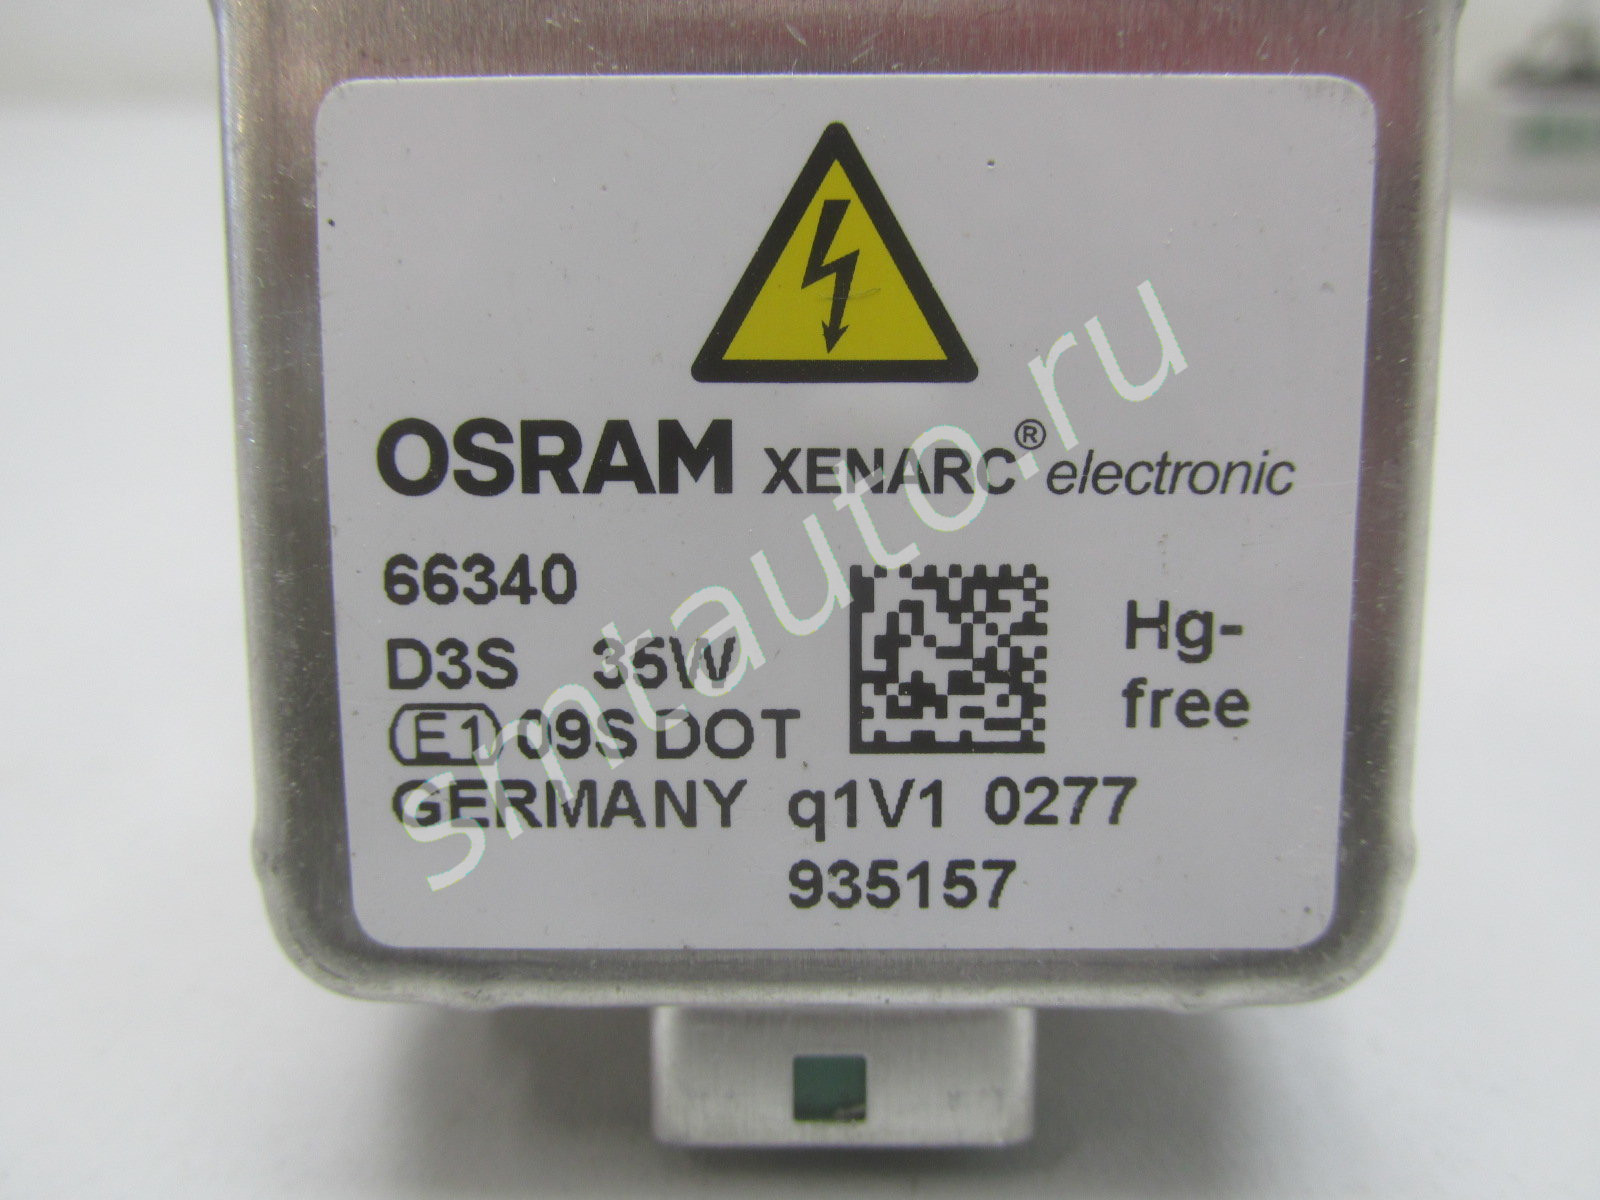 OSRAM XENARC® electronic
66340
D3S 35W
Hg-
free
E1 09S DOT
GERMANY q1V1 0277
935157
smtauto.ru